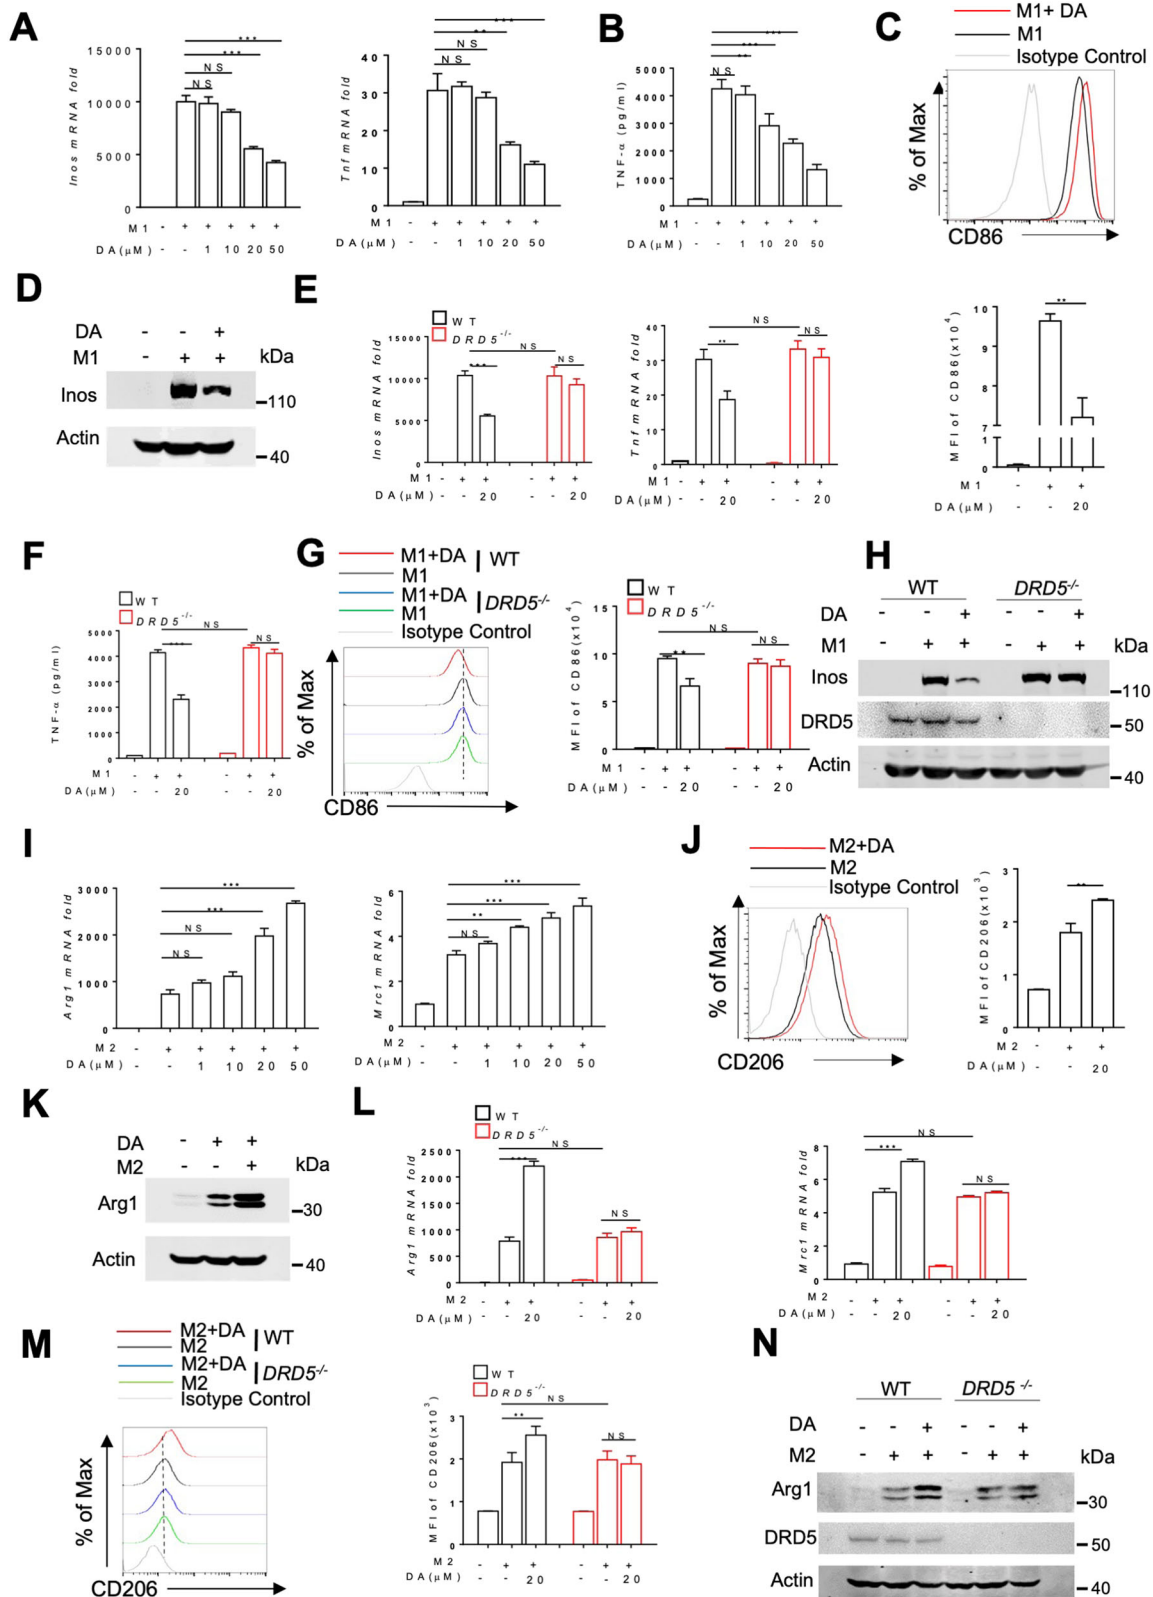 A
15000
10000
5000
0
Inos mRNA fold
***
***
NS
NS
M1 - + + + + +
DA(μM) - - 1 10 20 50
40
30
20
10
0
Tnf mRNA fold
***
**
NS
NS
M1 - + + + + +
DA(μM) - - 1 10 20 50
B
5000
4000
3000
2000
1000
0
TNF-α (pg/ml)
***
***
**
NS
M1 - + + + + +
DA(μM) - - 1 10 20 50
C
M1+ DA
M1
Isotype Control
% of Max
CD86
10
9
8
7
1
0
MFI of CD86(x10⁴)
**
M1 - + +
DA(μM) - - 20
D
DA - - +
M1 - + + kDa
Inos
110
Actin
40
E
WT
DRD5-/-
15000
10000
5000
0
Inos mRNA fold
***
NS
NS
M1 - + + - + +
DA(μM) - - 20 - - 20
40
30
20
10
0
Tnf mRNA fold
**
NS
NS
M1 - + + - + +
DA(μM) - - 20 - - 20
F
WT
DRD5-/-
5000
4000
3000
2000
1000
0
TNF-α (pg/ml)
***
NS
NS
M1 - + + - + +
DA(μM) - - 20 - - 20
G
M1+DA
M1
WT
M1+DA
M1
DRD5-/-
Isotype Control
% of Max
CD86
WT
DRD5-/-
15
10
5
0
MFI of CD86(x10⁴)
**
NS
NS
M1 - + + - + +
DA(μM) - - 20 - - 20
H
WT DRD5-/-
DA - - + - - +
M1 - + + - + + kDa
Inos
110
DRD5
50
Actin
40
I
3000
2000
1000
0
Arg1 mRNA fold
***
***
NS
NS
M2 - + + + + +
DA(μM) - - 1 10 20 50
6
4
2
0
Mrc1 mRNA fold
***
***
**
NS
M2 - + + + + +
DA(μM) - - 1 10 20 50
J
M2+DA
M2
Isotype Control
% of Max
CD206
3
2
1
0
MFI of CD206(x10³)
**
M2 - + +
DA(μM) - - 20
K
DA - + +
M2 - - + kDa
Arg1
30
Actin
40
L
WT
DRD5-/-
2500
2000
1500
1000
500
0
Arg1 mRNA fold
***
NS
NS
M2 - + + - + +
DA(μM) - - 20 - - 20
8
6
4
2
0
Mrc1 mRNA fold
***
NS
NS
M2 - + + - + +
DA(μM) - - 20 - - 20
M
M2+DA
M2
WT
M2+DA
M2
DRD5-/-
Isotype Control
% of Max
CD206
WT
DRD5-/-
3
2
1
0
MFI of CD206(x10³)
**
NS
NS
M2 - + + - + +
DA(μM) - - 20 - - 20
N
WT DRD5 -/-
DA - - + - - +
M2 - + + - + + kDa
Arg1
30
DRD5
50
Actin
40